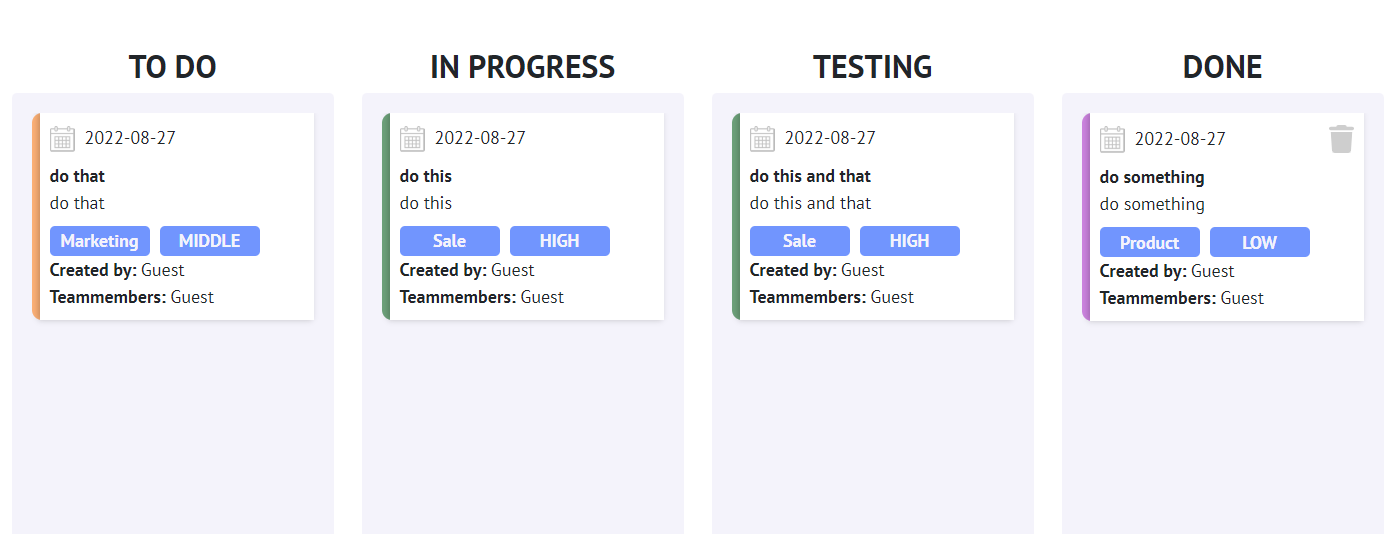 TO DO
2022-08-27
do that
do that
Marketing MIDDLE
Created by: Guest
Teammembers: Guest
IN PROGRESS
2022-08-27
do this
do this
Sale HIGH
Created by: Guest
Teammembers: Guest
TESTING
2022-08-27
do this and that
do this and that
Sale HIGH
Created by: Guest
Teammembers: Guest
DONE
2022-08-27
do something
do something
Product LOW
Created by: Guest
Teammembers: Guest